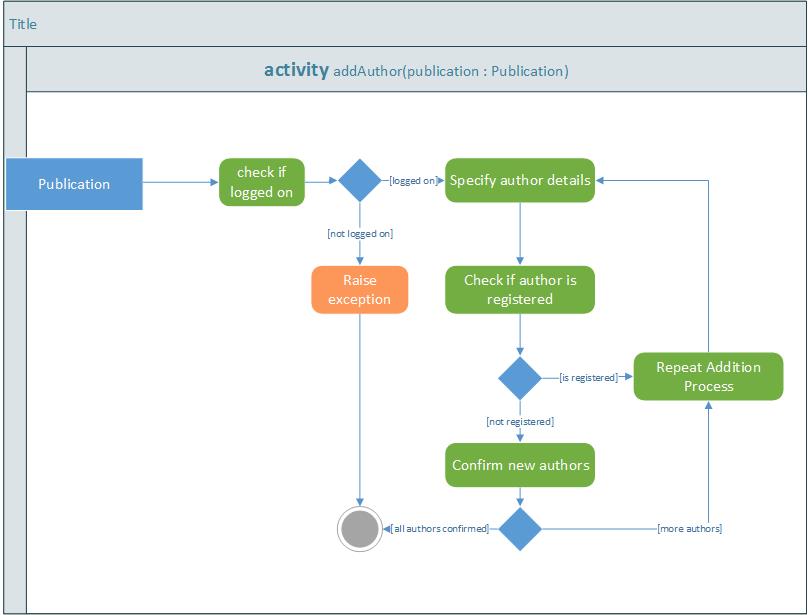 Title
activity addAuthor(publication : Publication)
Publication
check if
logged on
[logged on]
Specify author details
[not logged on]
Raise
exception
Check if author is
registered
[is registered]
Repeat Addition
Process
[not registered]
Confirm new authors
[all authors confirmed]
[more authors]